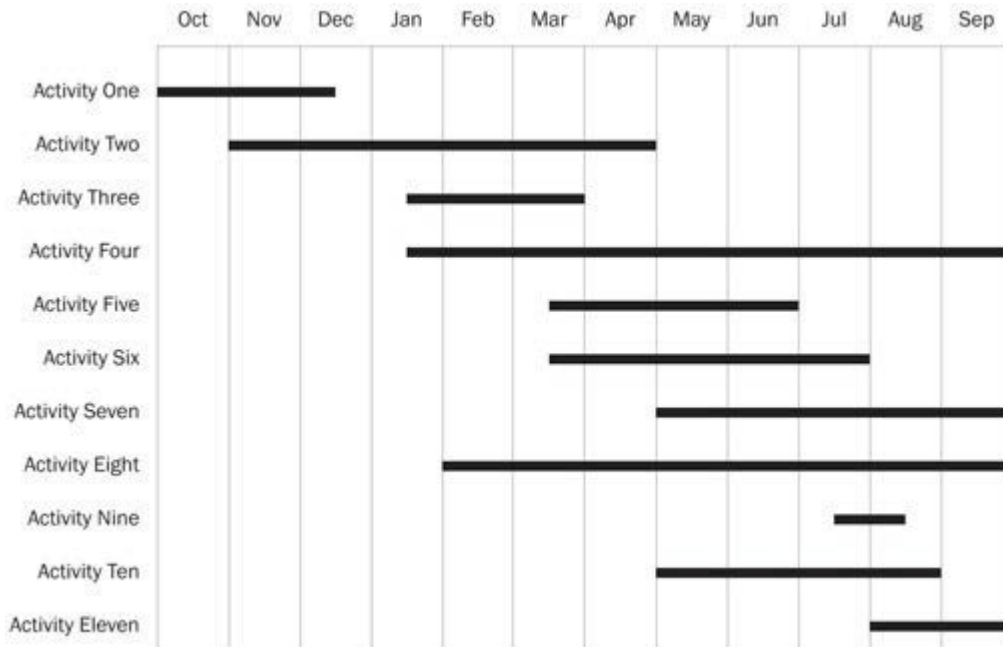 Oct Nov Dec Jan Feb Mar Apr May Jun Jul Aug Sep
Activity One
Activity Two
Activity Three
Activity Four
Activity Five
Activity Six
Activity Seven
Activity Eight
Activity Nine
Activity Ten
Activity Eleven